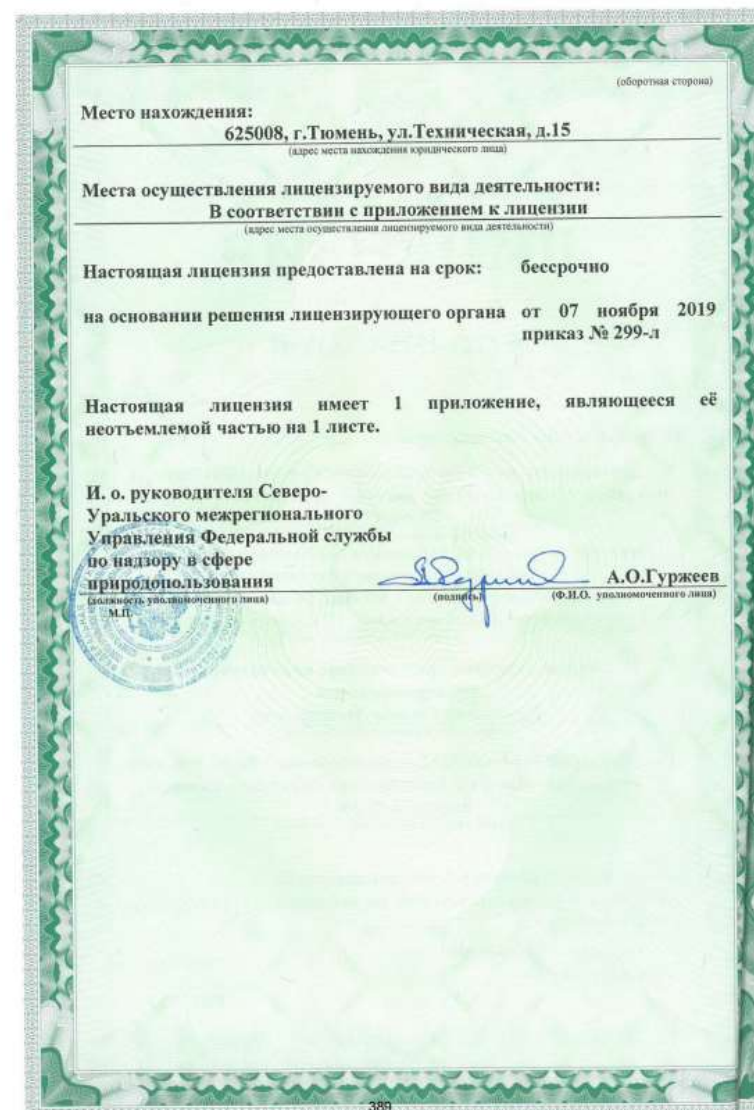 (оборотная сторона)
Место нахождения:
625008, г.Тюмень, ул.Техническая, д.15
(адрес места нахождения юридического лица)
Места осуществления лицензируемого вида деятельности:
В соответствии с приложением к лицензии
(адрес места осуществления лицензируемого вида деятельности)
Настоящая лицензия предоставлена на срок: бессрочно
на основании решения лицензирующего органа от 07 ноября 2019
приказ № 299-л
Настоящая лицензия имеет 1 приложение, являющееся её
неотъемлемой частью на 1 листе.
И. о. руководителя Северо-
Уральского межрегионального
Управления Федеральной службы
по надзору в сфере
природопользования А.О.Гуржеев
(должность уполномоченного лица) (подпись) (Ф.И.О. уполномоченного лица)
М.П.
389